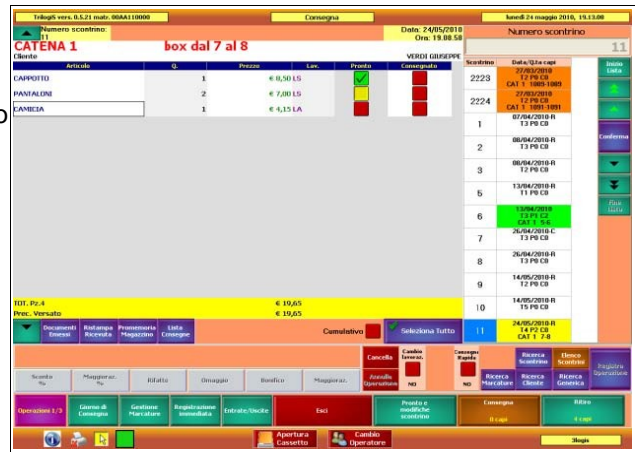 TrilogiS vers. 0.5.21 matr. 00AA110000
Consegna
lunedì 24 maggio 2010, 19.13.00
Numero scontrino:
11
Data: 24/05/2010
Ora: 19.00.58
Numero scontrino
11
CATENA 1
box dal 7 al 8
Cliente
VERDI GIUSEPPE
Articolo Q. Prezzo Lav. Pronto Consegnato
CAPPOTTO 1 € 8,50 LS
PANTALONI 2 € 7,00 LS
CAMICIA 1 € 4,15 LA
o
TOT. Pz.4 € 19,65
Prec. Versato € 19,65
Scontrino Data/Q.ta capi
2223 27/03/2010
T2 P0 C0
CAT 1 1089-1089
2224 27/03/2010
T2 P0 C0
CAT 1 1091-1091
1 07/04/2010-R
T3 P0 C0
2 08/04/2010-R
T3 P0 C0
3 08/04/2010-R
T2 P0 C0
5 13/04/2010-R
T1 P0 C0
6 13/04/2010
T3 P1 C2
CAT 1 5-6
7 26/04/2010-C
T3 P0 C0
8 26/04/2010-R
T3 P0 C0
9 14/05/2010-R
T2 P0 C0
10 14/05/2010-R
T5 P0 C0
11 24/05/2010-R
T4 P2 C0
CAT 1 7-8
Inizio
Lista
Conferma
Fine
Lista
Documenti
Emessi
Ristampa
Ricevuta
Promemoria
Magazzino
Lista
Consegne
Cumulativo
Seleziona Tutto
Cancella
Cambio
lavoraz.
Consegna
Rapida
Ricerca
Scontrino
Elenco
Scontrini
Registra
Operazione
Sconto
%
Maggioraz.
%
Rifatto
Omaggio
Bonifico
Maggioraz.
Annulla
Operazione
NO
NO
Ricerca
Marcature
Ricerca
Cliente
Ricerca
Generica
Operazioni 1/3
Giorno di
Consegna
Gestione
Marcature
Registrazione
immediata
Entrate/Uscite
Esci
Pronto e
modifiche
scontrino
Consegna
0 capi
Ritiro
4 capi
Apertura
Cassetto
Cambio
Operatore
3logis